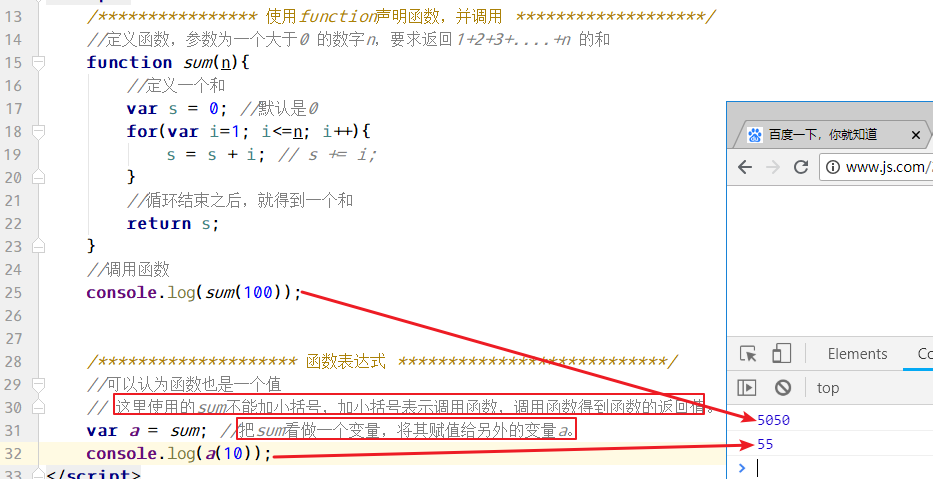 13 /**************** 使用function声明函数，并调用 *******************/
14 //定义函数，参数为一个大于0 的数字n，要求返回1+2+3+....+n 的和
15 function sum(n){
16 //定义一个和
17 var s = 0; //默认是0
18 for(var i=1; i<=n; i++){
19 s = s + i; // s += i;
20 }
21 //循环结束之后，就得到一个和
22 return s;
23 }
24 //调用函数
25 console.log(sum(100));
26
27
28 /******************** 函数表达式 ***************************/
29 //可以认为函数也是一个值
30 // 这里使用的sum不能加小括号，加小括号表示调用函数，调用函数得到函数的返回值。
31 var a = sum; //把sum看做一个变量，将其赋值给另外的变量a。
32 console.log(a(10));
33 </script>
百度一下，你就知道
www.js.com/
Elements
Co
top
5050
55